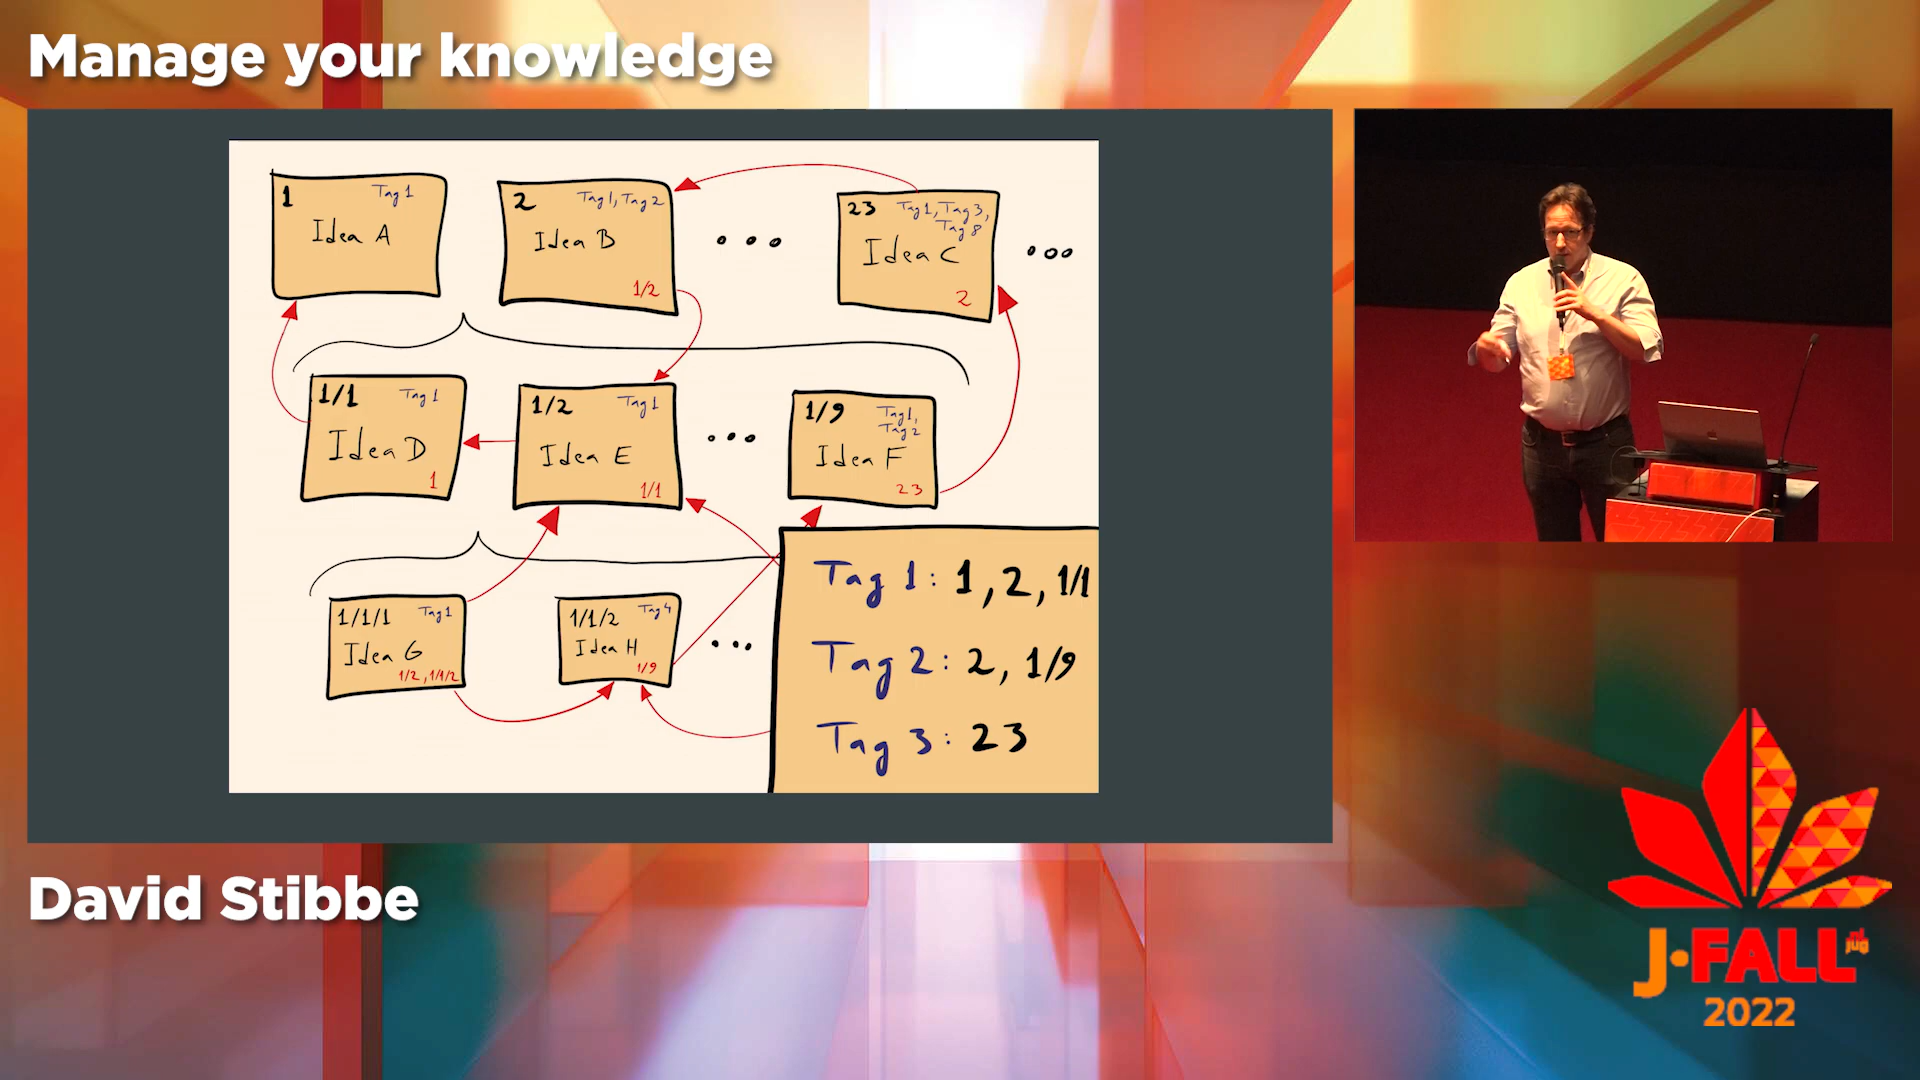 Manage your knowledge
1 Tag 1
Idea A
2 Tag 1, Tag 2
Idea B
1/2
23 Tag 1, Tag 3,
Tag 8
Idea C
2
1/1 Tag 1
Idea D
1
1/2 Tag 1
Idea E
1/1
1/9 Tag 1,
Tag 2
Idea F
23
1/1/1 Tag 1
Idea G
1/2, 1/1/2
1/1/2 Tag 4
Idea H
1/9
Tag 1: 1, 2, 1/1
Tag 2: 2, 1/9
Tag 3: 23
David Stibbe
J•FALL
nl
jug
2022